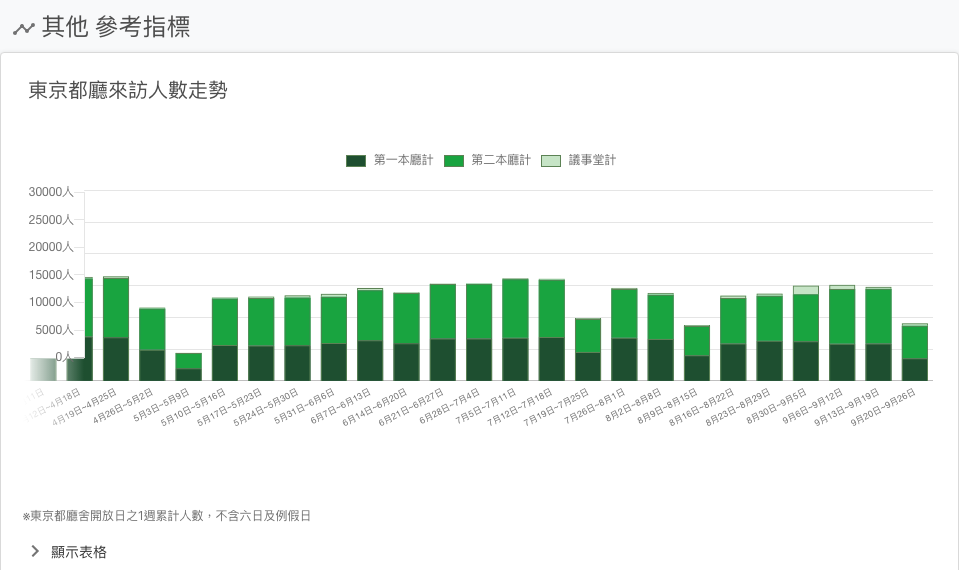 其他 參考指標
東京都廳來訪人數走勢
第一本廳計 第二本廳計 議事堂計
30000人
25000人
20000人
15000人
10000人
5000人
0人
4月19日~4月25日
4月26日~5月2日
5月3日~5月9日
5月10日~5月16日
5月17日~5月23日
5月24日~5月30日
5月31日~6月6日
6月7日~6月13日
6月14日~6月20日
6月21日~6月27日
6月28日~7月4日
7月5日~7月11日
7月12日~7月18日
7月19日~7月25日
7月26日~8月1日
8月2日~8月8日
8月9日~8月15日
8月16日~8月22日
8月23日~8月29日
8月30日~9月5日
9月6日~9月12日
9月13日~9月19日
9月20日~9月26日
※東京都廳舍開放日之1週累計人數，不含六日及例假日
顯示表格